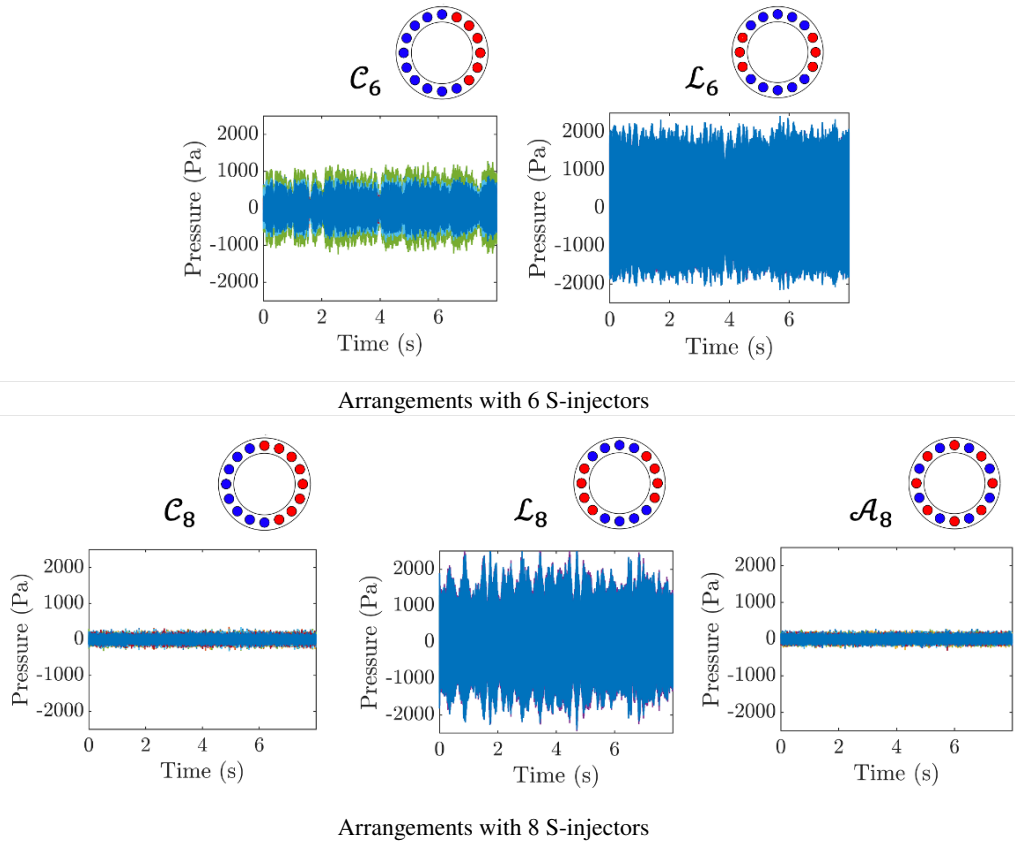 𝒞6
ℒ6
Pressure (Pa)
2000
1000
0
-1000
-2000
0 2 4 6
Time (s)
Pressure (Pa)
2000
1000
0
-1000
-2000
0 2 4 6
Time (s)
Arrangements with 6 S-injectors
𝒞8
ℒ8
𝒜8
Pressure (Pa)
2000
1000
0
-1000
-2000
0 2 4 6
Time (s)
Pressure (Pa)
2000
1000
0
-1000
-2000
0 2 4 6
Time (s)
Pressure (Pa)
2000
1000
0
-1000
-2000
0 2 4 6
Time (s)
Arrangements with 8 S-injectors